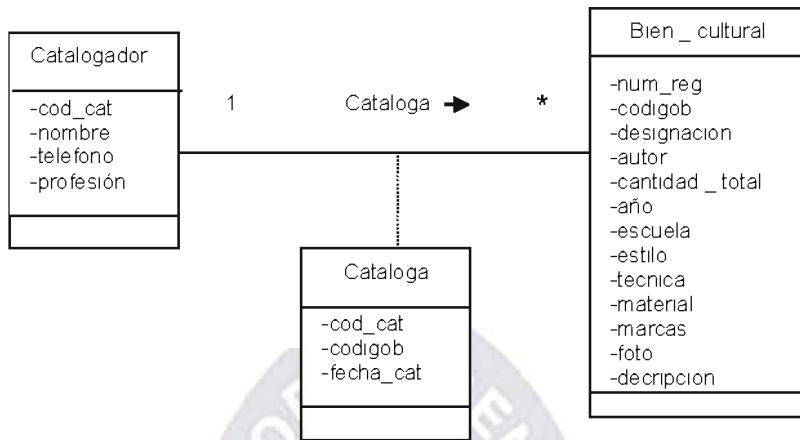 Catalogador
-cod_cat
-nombre
-telefono
-profesión
1 Cataloga *
Bien _ cultural
-num_reg
-codigob
-designacion
-autor
-cantidad _ total
-año
-escuela
-estilo
-tecnica
-material
-marcas
-foto
-decripcion
Cataloga
-cod_cat
-codigob
-fecha_cat